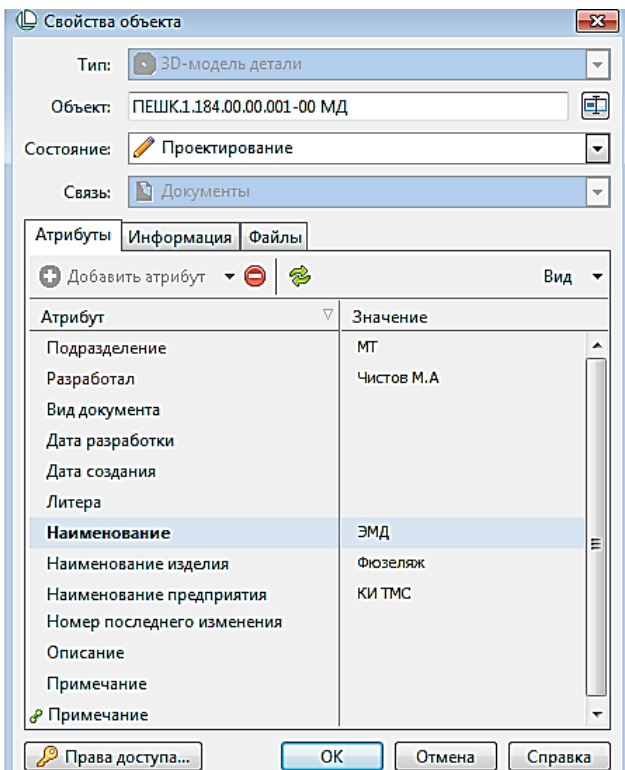 Свойства объекта
Тип: 3D-модель детали
Объект: ПЕШК.1.184.00.00.001-00 МД
Состояние: Проектирование
Связь: Документы
Атрибуты Информация Файлы
Добавить атрибут Вид
Атрибут Значение
Подразделение МТ
Разработал Чистов М.А
Вид документа
Дата разработки
Дата создания
Литера
Наименование ЭМД
Наименование изделия Фюзеляж
Наименование предприятия КИ ТМС
Номер последнего изменения
Описание
Примечание
Примечание
Права доступа... OK Отмена Справка